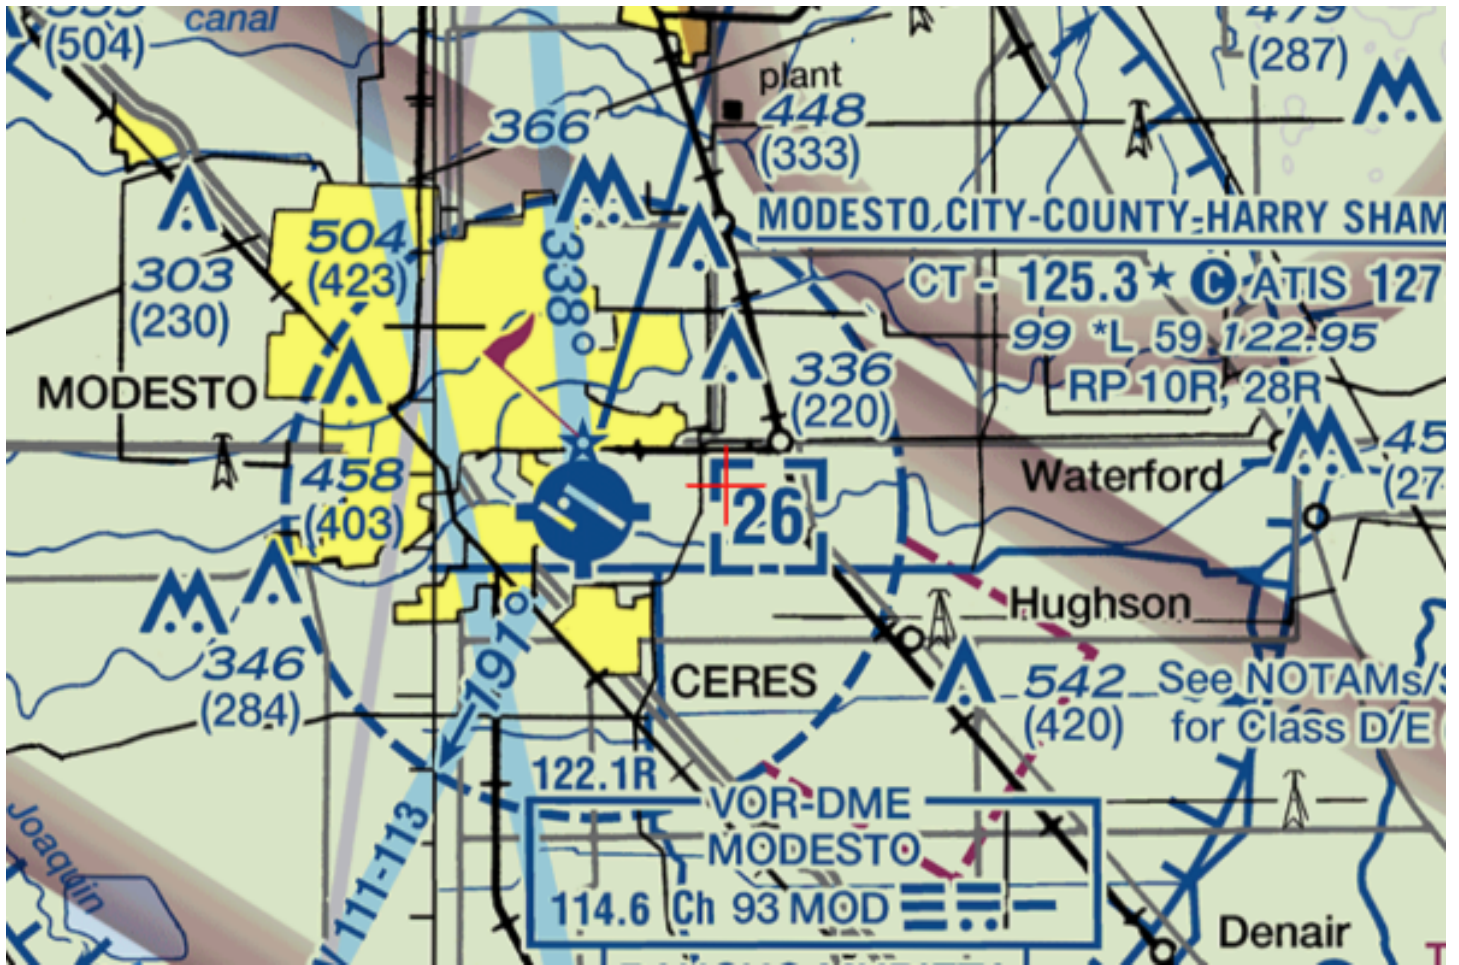 (504)
canal
479
(287)
plant
366
448
(333)
MODESTO CITY-COUNTY-HARRY SHAM
504
(423)
338°
303
(230)
CT - 125.3 ★ C ATIS 127
99 *L 59 122.95
RP 10R, 28R
336
(220)
MODESTO
45
(27
Waterford
458
(403)
26
Hughson
191°
346
(284)
CERES
542
(420)
See NOTAMs/S
for Class D/E
122.1R
VOR-DME
MODESTO
114.6 Ch 93 MOD
111-113
Joaquin
Denair